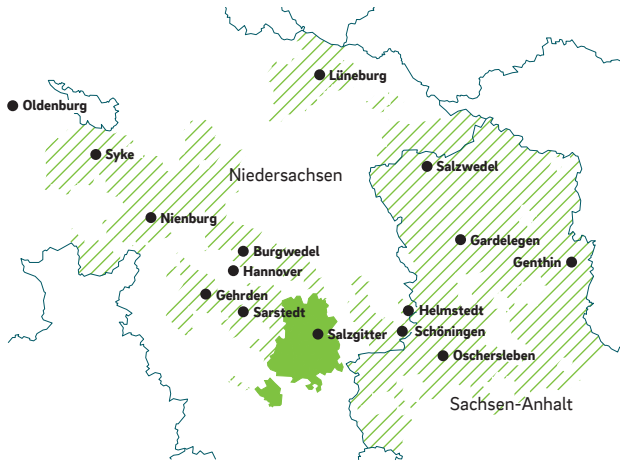 Lüneburg
Oldenburg
Syke
Salzwedel
Niedersachsen
Nienburg
Gardelegen
Burgwedel
Genthin
Hannover
Gehrden
Sarstedt
Helmstedt
Salzgitter
Schöningen
Oschersleben
Sachsen-Anhalt